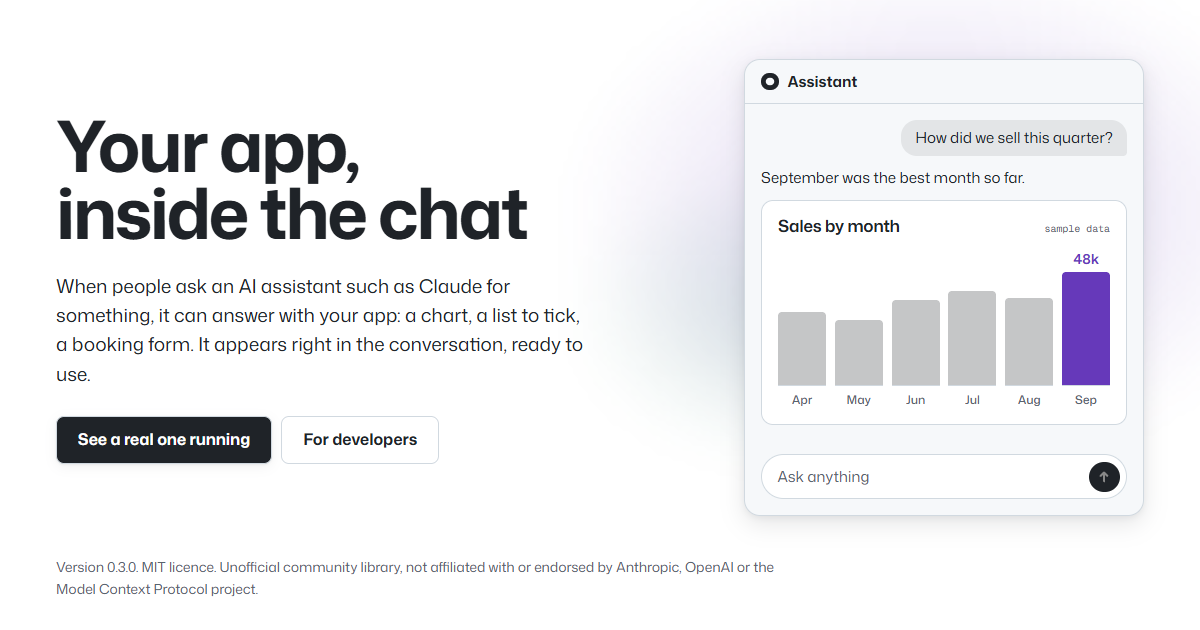 Your app,
inside the chat
When people ask an AI assistant such as Claude for
something, it can answer with your app: a chart, a list to tick,
a booking form. It appears right in the conversation, ready to
use.
See a real one running
For developers
Assistant
How did we sell this quarter?
September was the best month so far.
Sales by month
sample data
48k
Apr May Jun Jul Aug Sep
Ask anything
Version 0.3.0. MIT licence. Unofficial community library, not affiliated with or endorsed by Anthropic, OpenAI or the
Model Context Protocol project.